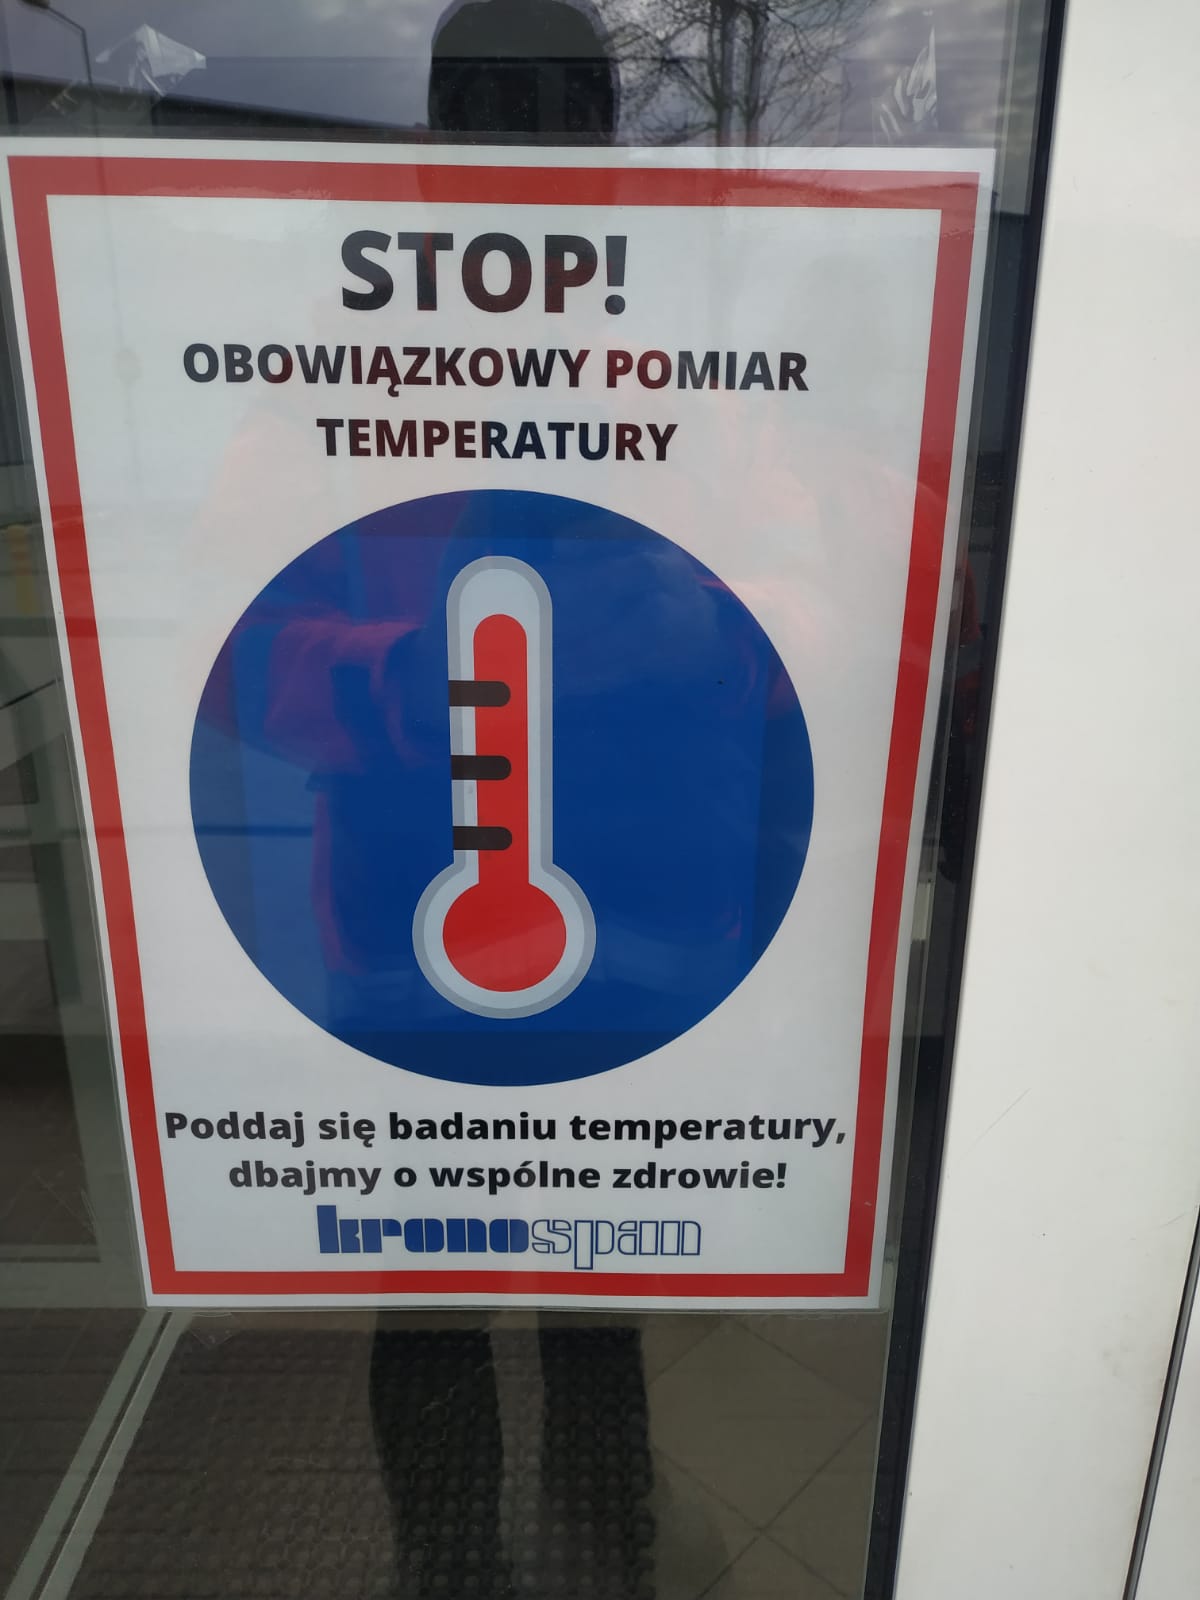 STOP!
OBOWIĄZKOWY POMIAR
TEMPERATURY
Poddaj się badaniu temperatury,
dbajmy o wspólne zdrowie!
kronospan